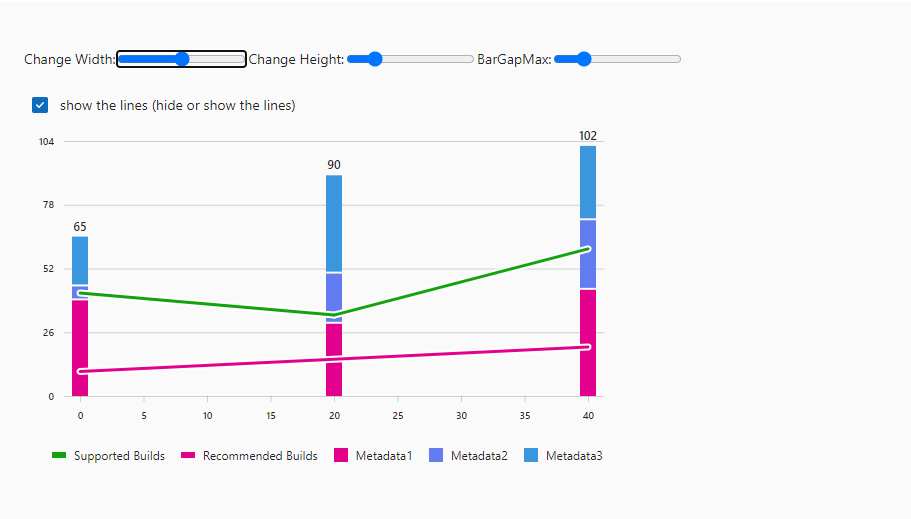 Change Width: Change Height: BarGapMax:
show the lines (hide or show the lines)
102
104
90
78
65
52
26
0
0 5 10 15 20 25 30 35 40
Supported Builds Recommended Builds Metadata1 Metadata2 Metadata3